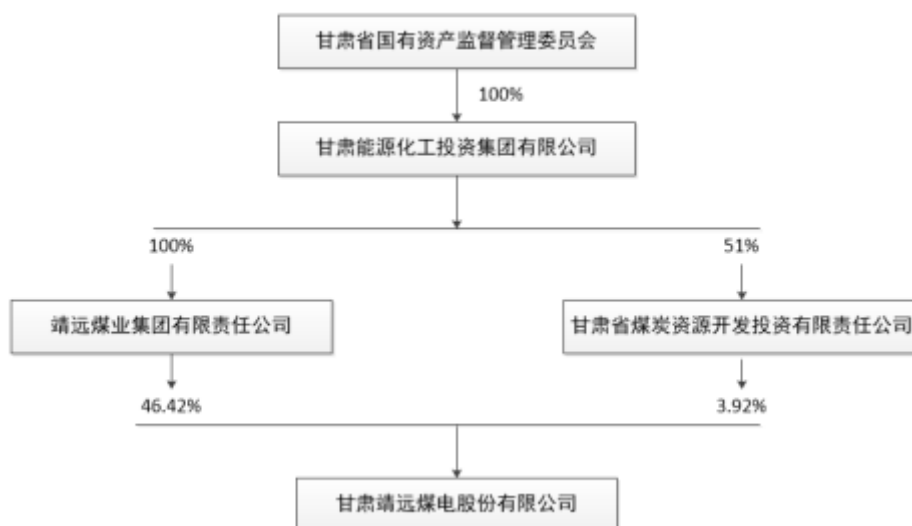 甘肃省国有资产监督管理委员会
100%
甘肃能源化工投资集团有限公司
100%
51%
靖远煤业集团有限责任公司
甘肃省煤炭资源开发投资有限责任公司
46.42%
3.92%
甘肃靖远煤电股份有限公司